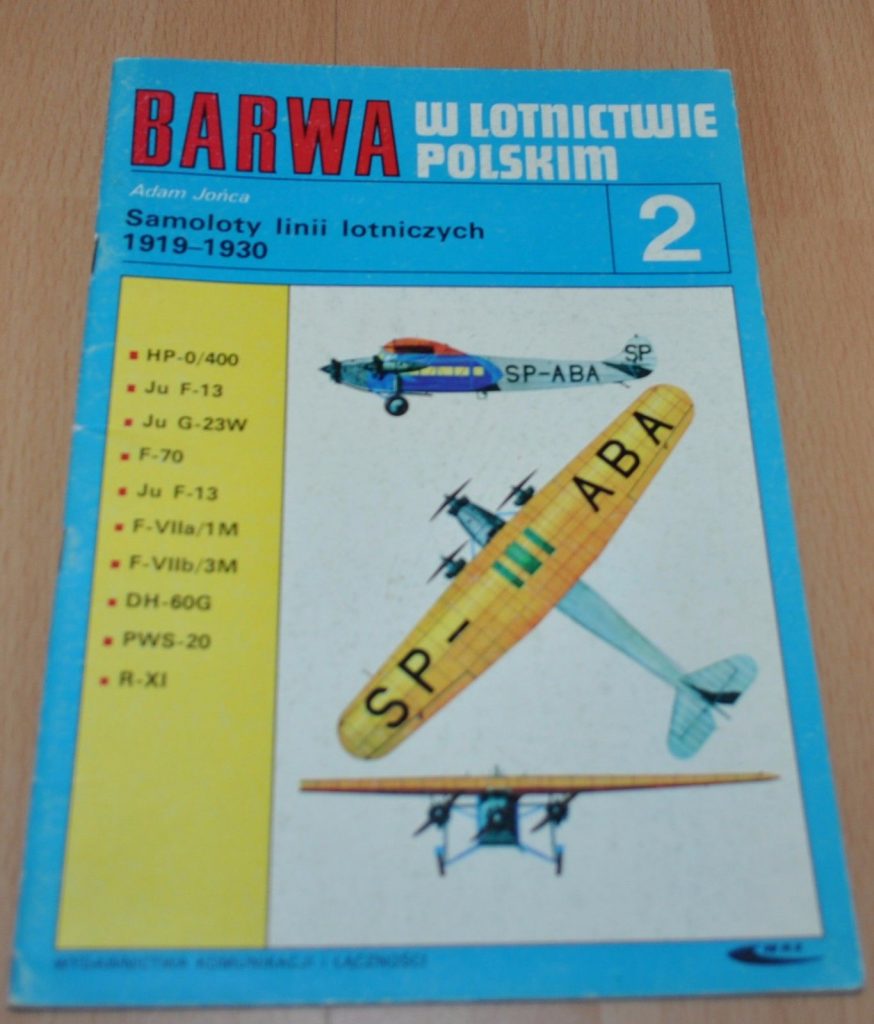 BARWA W LOTNICTWIE
POLSKIM
Adam Jońca
Samoloty linii lotniczych
1919–1930
2
HP-0/400
Ju F-13
Ju G-23W
F-70
Ju F-13
F-VIIa/1M
F-VIIb/3M
DH-60G
PWS-20
R-XI
SP
SP-ABA
SP-ABA
WYDAWNICTWA KOMUNIKACJI I ŁĄCZNOŚCI